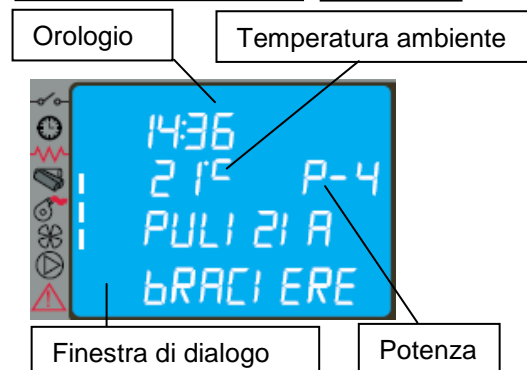 Orologio
Temperatura ambiente
14:36
21°C P-4
PULIZIA
bRACIERE
Finestra di dialogo
Potenza